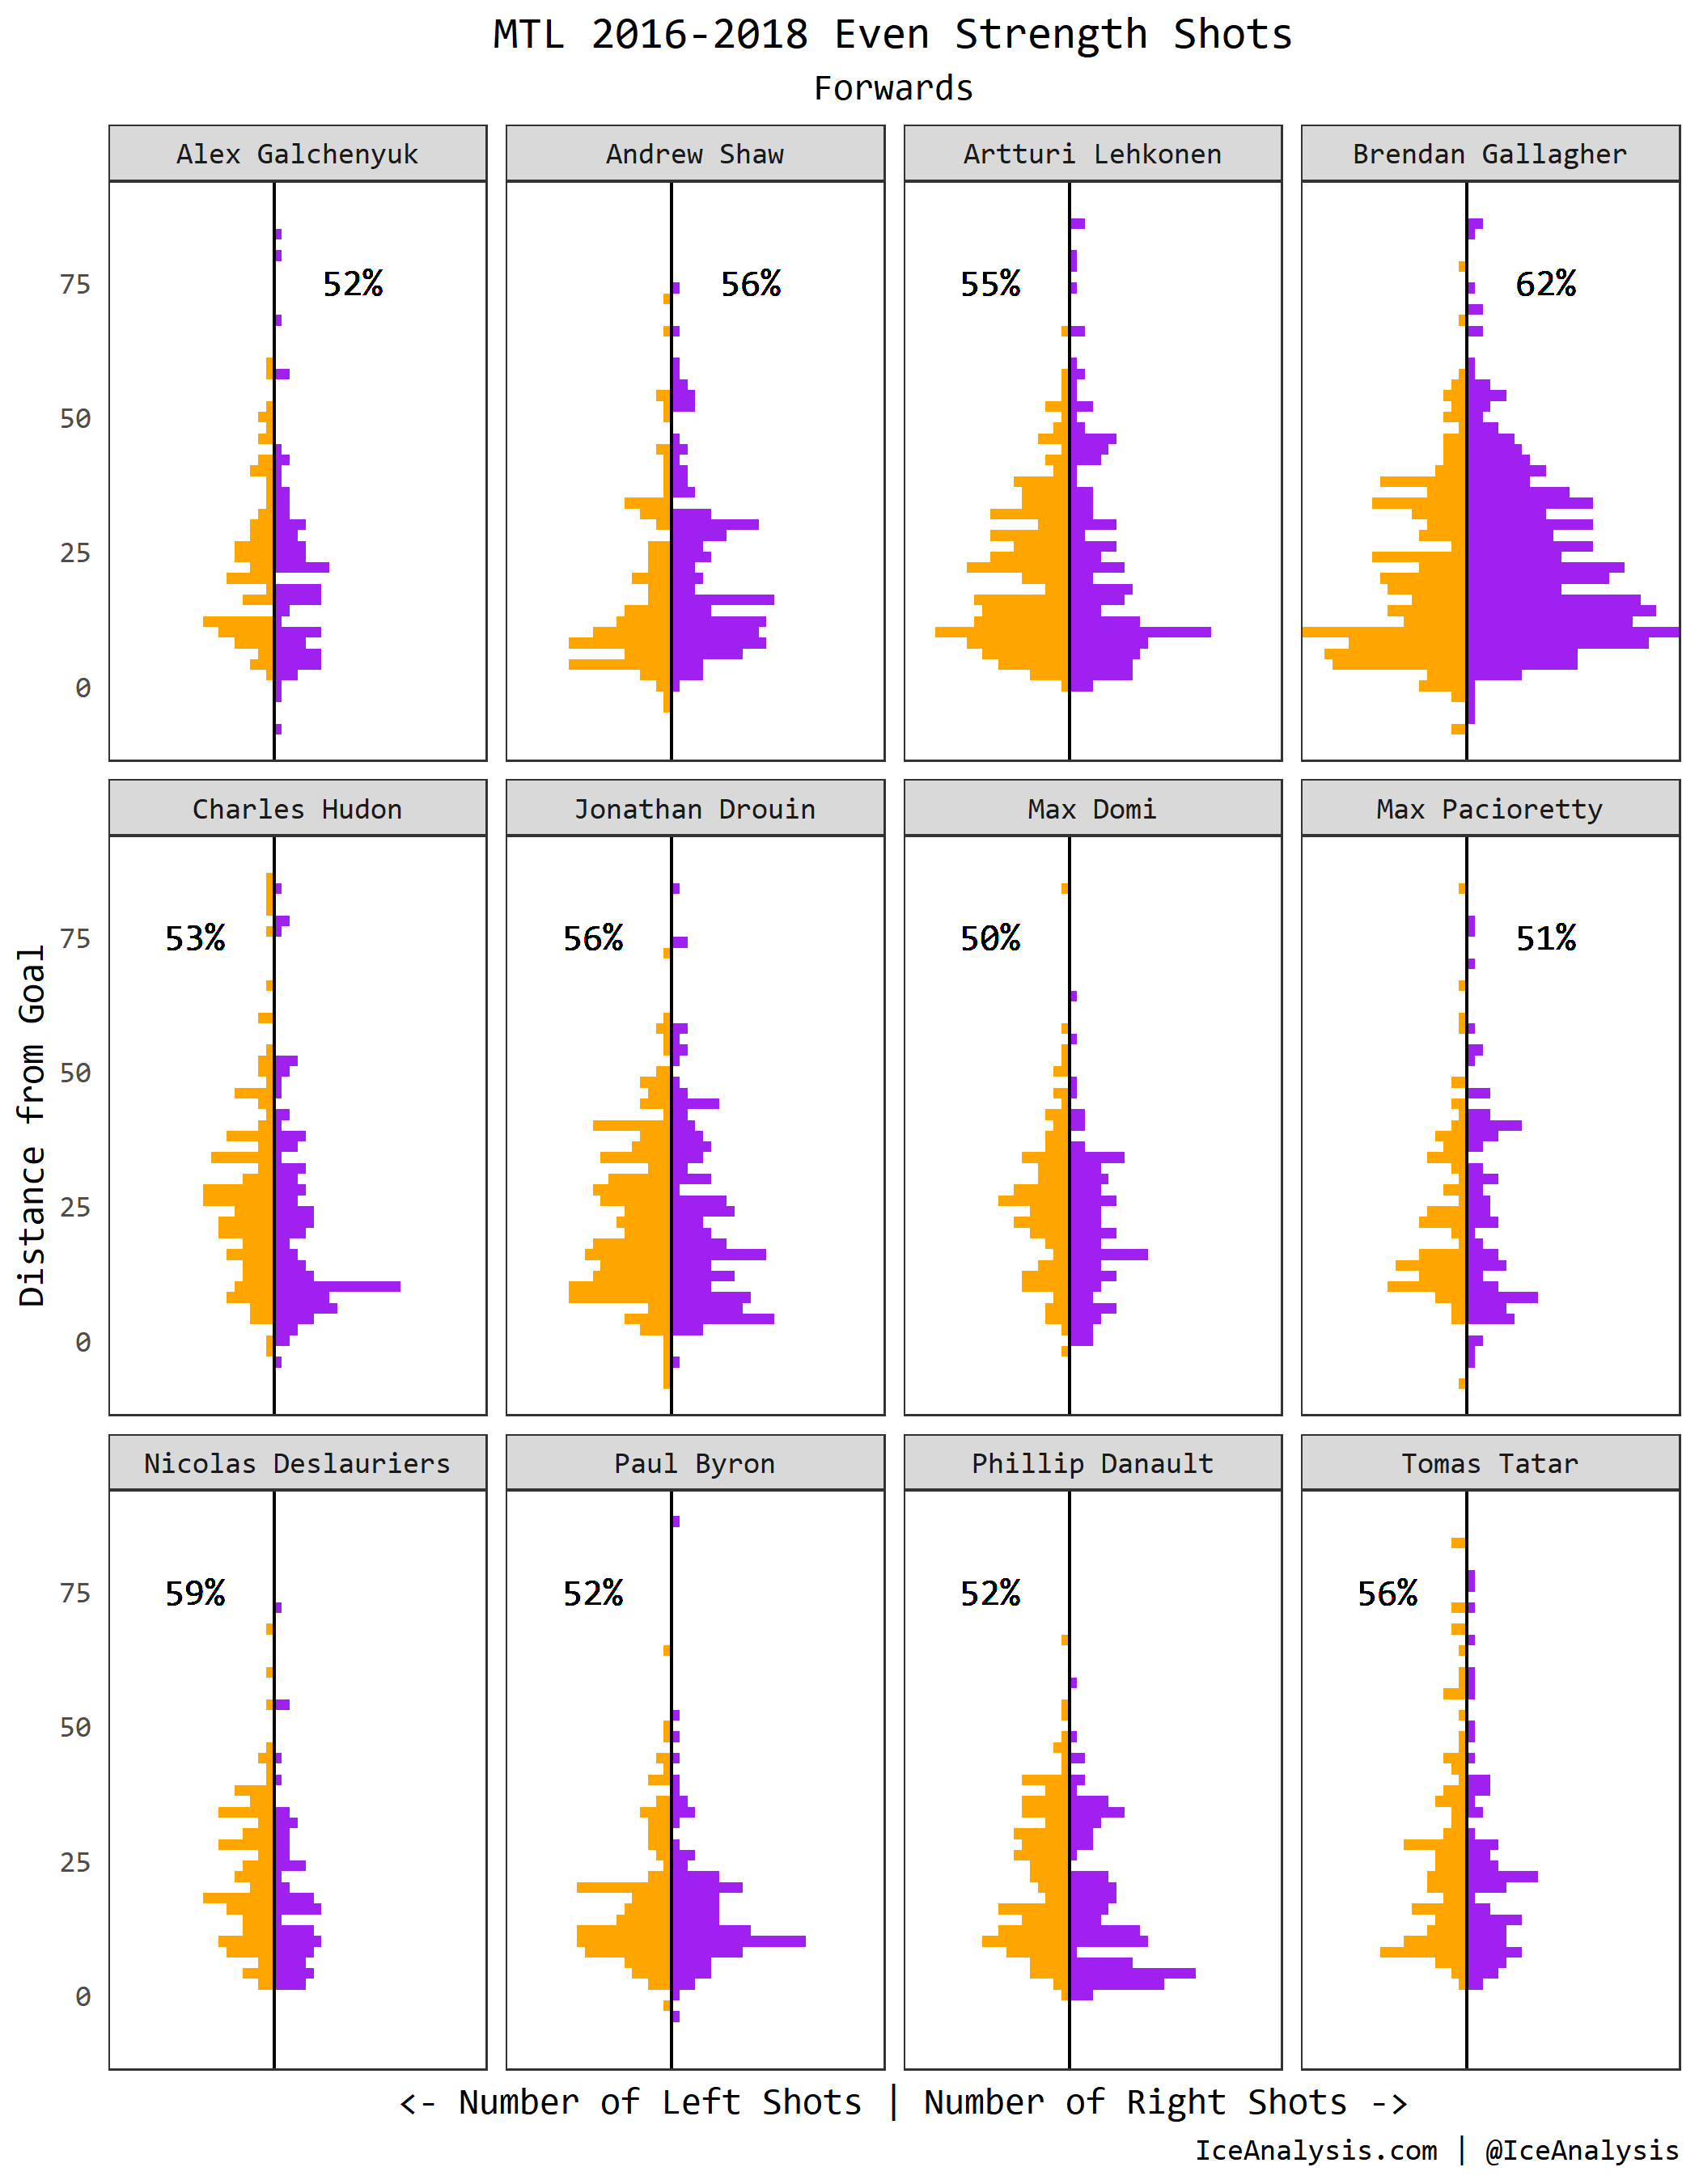 MTL 2016-2018 Even Strength Shots
Forwards
Alex Galchenyuk
Andrew Shaw
Artturi Lehkonen
Brendan Gallagher
75
50
25
0
52%
56%
55%
62%
Charles Hudon
Jonathan Drouin
Max Domi
Max Pacioretty
75
50
25
0
53%
56%
50%
51%
Distance from Goal
Nicolas Deslauriers
Paul Byron
Phillip Danault
Tomas Tatar
75
50
25
0
59%
52%
52%
56%
<- Number of Left Shots | Number of Right Shots ->
IceAnalysis.com | @IceAnalysis